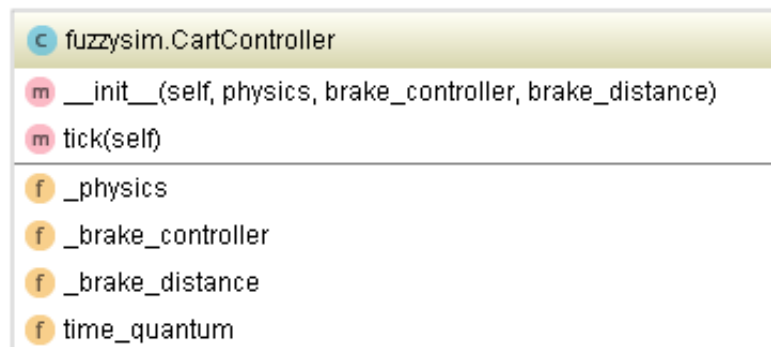 C fuzzysim.CartController
m __init__(self, physics, brake_controller, brake_distance)
m tick(self)
f _physics
f _brake_controller
f _brake_distance
f time_quantum